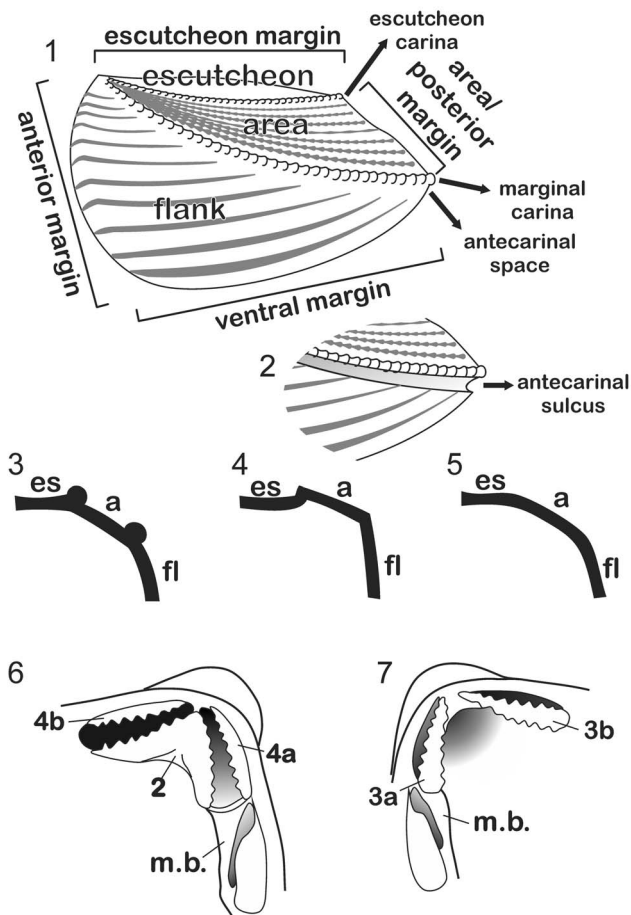 1
escutcheon margin
escutcheon
carina
escutcheon
area/
posterior
margin
area
anterior margin
flank
marginal
carina
antecarinal
space
ventral margin
2
antecarinal
sulcus
3
es
a
fl
4
es
a
fl
5
es
a
fl
6
4b
4a
2
m.b.
7
3b
3a
m.b.